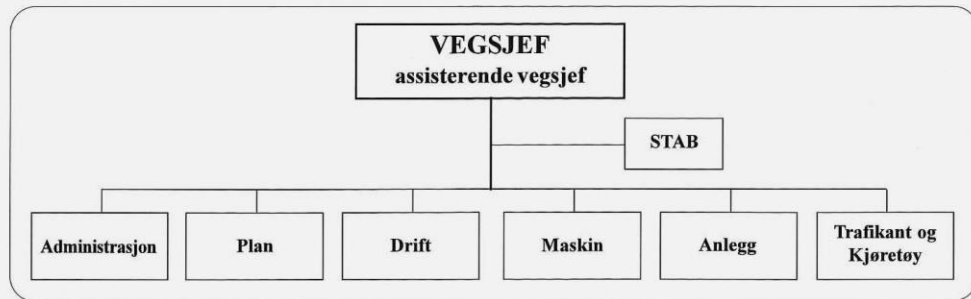 VEGSJEF
assisterende vegsjef
STAB
Administrasjon
Plan
Drift
Maskin
Anlegg
Trafikant og
Kjøretøy